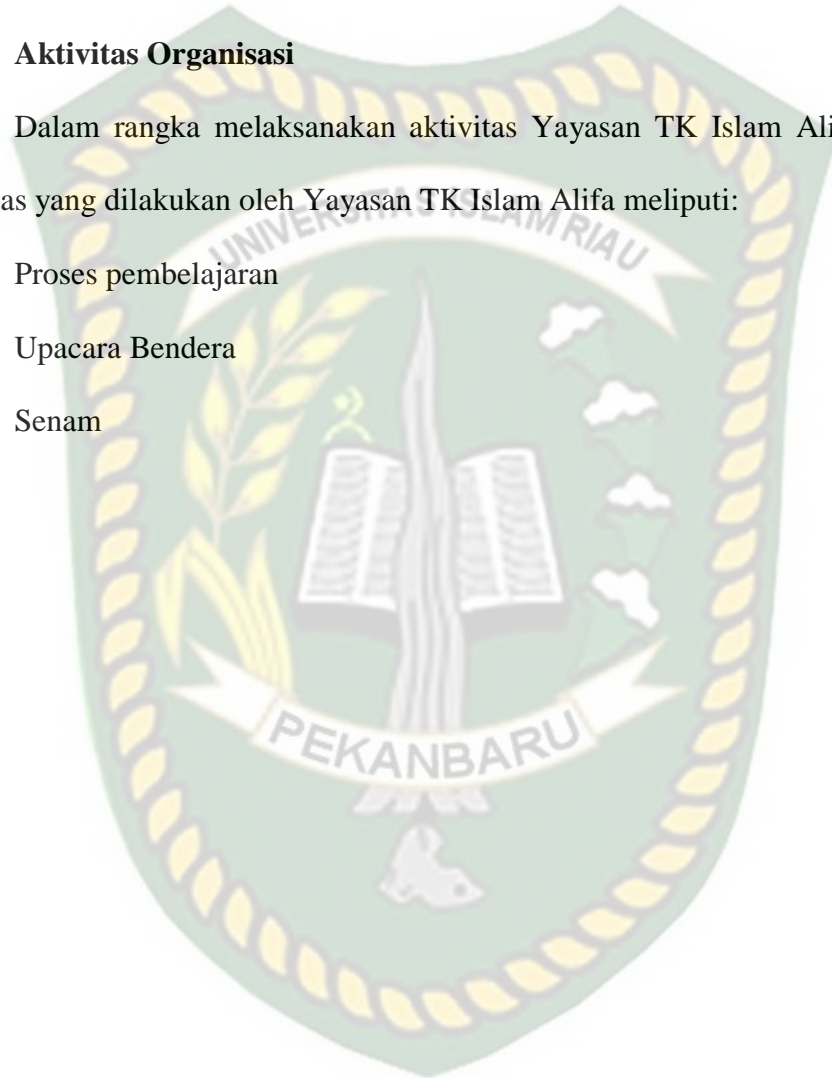 Aktivitas Organisasi
Dalam rangka melaksanakan aktivitas Yayasan TK Islam Ali
as yang dilakukan oleh Yayasan TK Islam Alifa meliputi:
UNIVERSITAS ISLAM RIAU
Proses pembelajaran
Upacara Bendera
Senam
PEKANBARU